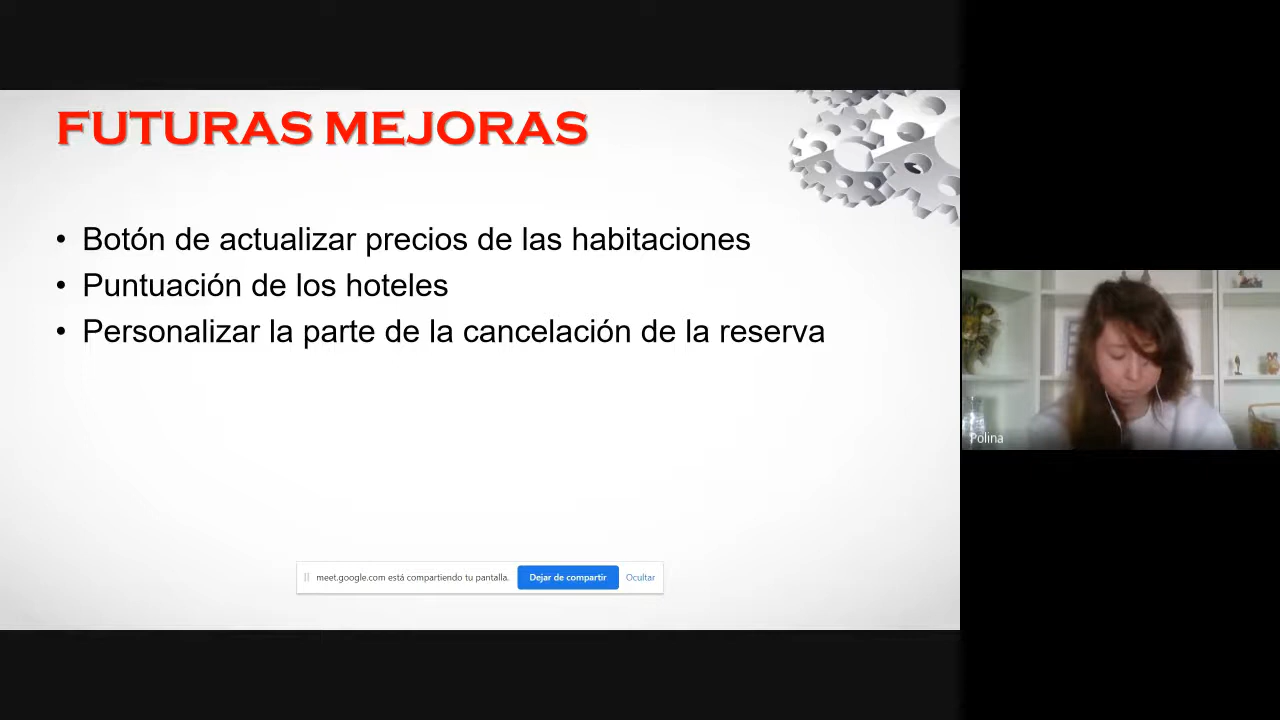 FUTURAS MEJORAS
• Botón de actualizar precios de las habitaciones
• Puntuación de los hoteles
• Personalizar la parte de la cancelación de la reserva
meet.google.com está compartiendo tu pantalla. Dejar de compartir Ocultar
Polina